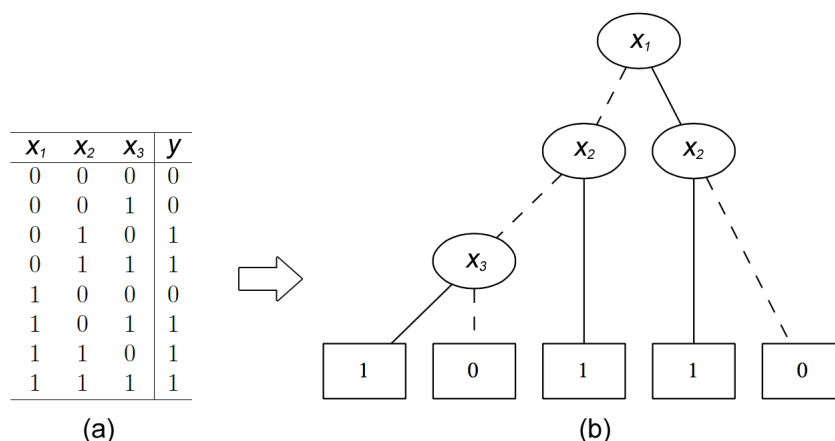 x1
x2 x2
x1 x2 x3 y
0 0 0 0
0 0 1 0
0 1 0 1
0 1 1 1
1 0 0 0
1 0 1 1
1 1 0 1
1 1 1 1
x3
1 0 1 1 0
(a) (b)